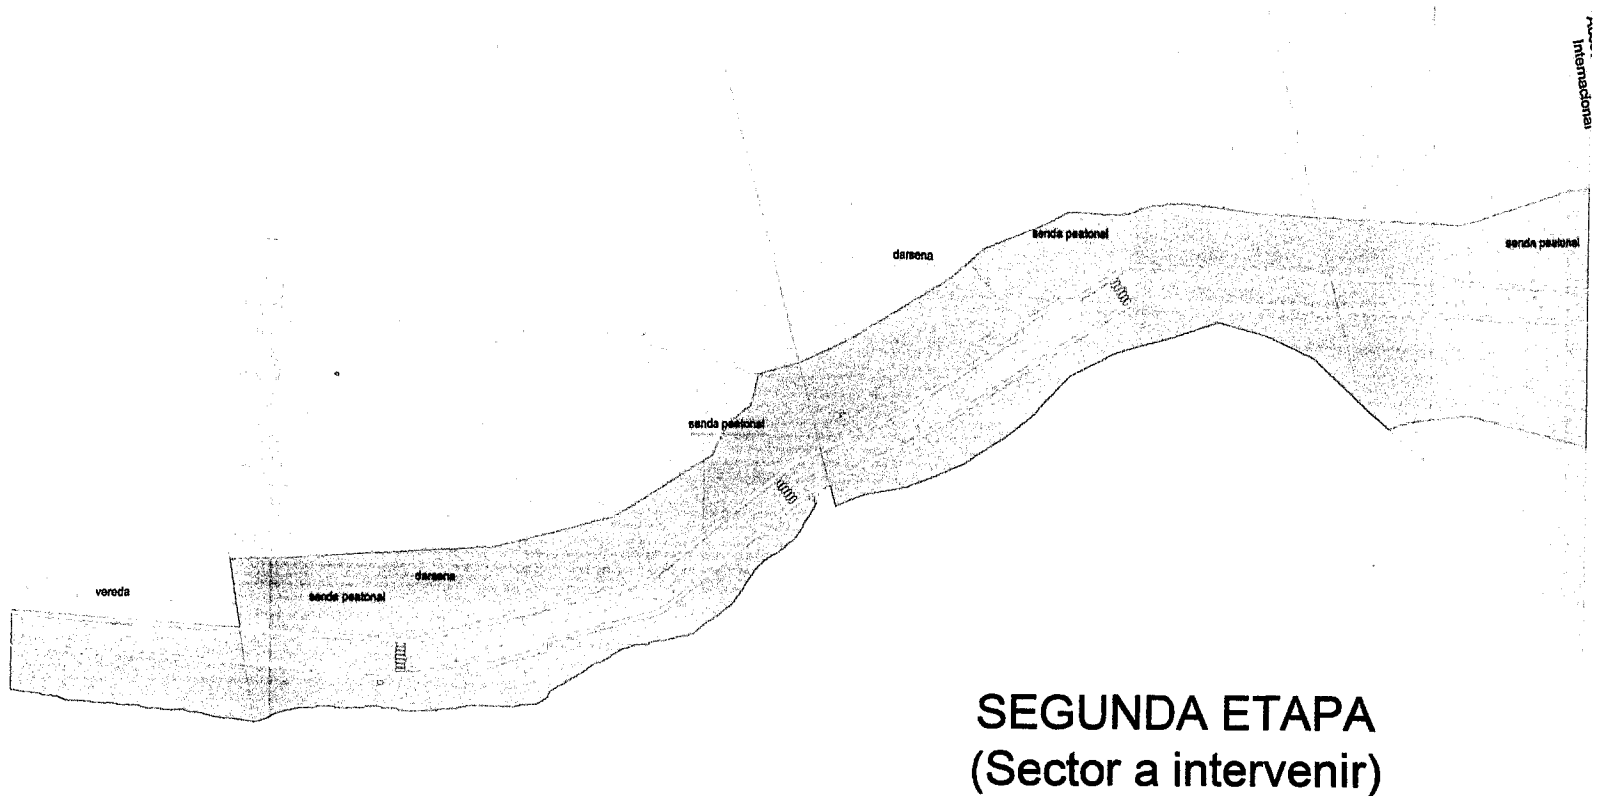 Internacional
senda peatonal
senda peatonal
darsena
senda peatonal
darsena
vereda
senda peatonal
SEGUNDA ETAPA
(Sector a intervenir)